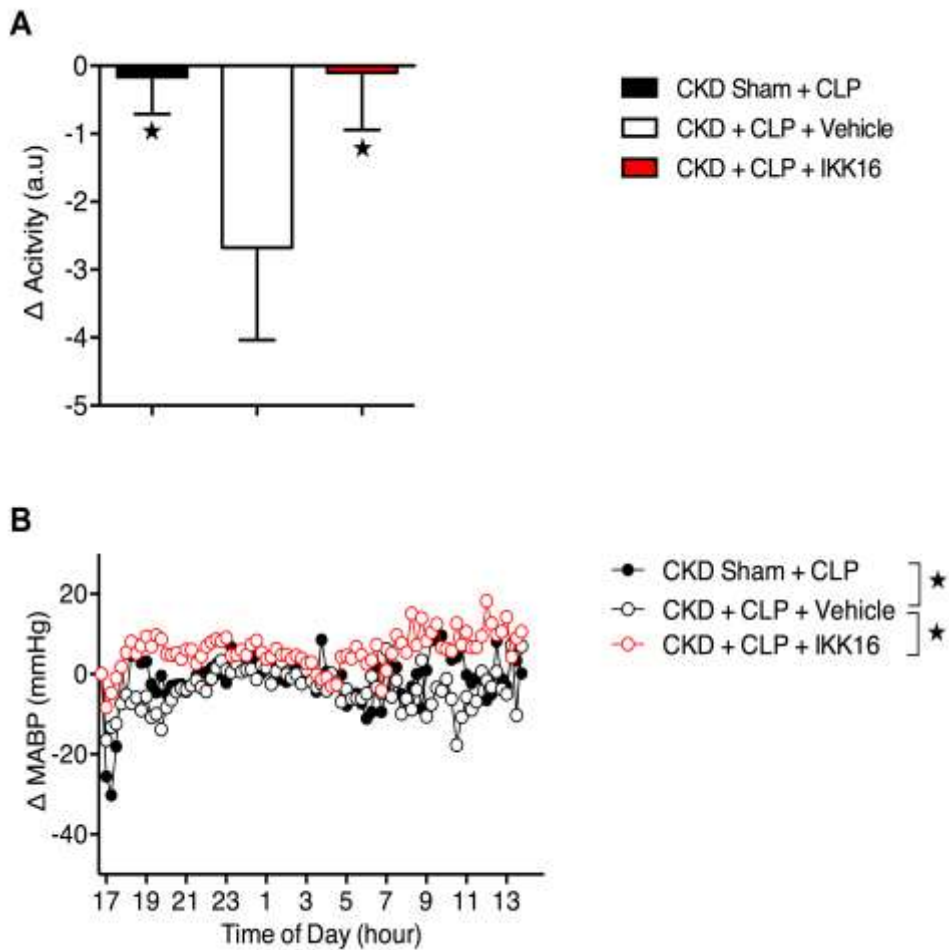 A
0
-1
-2
-3
-4
-5
Δ Acitvity (a.u)
★
★
CKD Sham + CLP
CKD + CLP + Vehicle
CKD + CLP + IKK16
B
20
0
-20
-40
Δ MABP (mmHg)
17 19 21 23 1 3 5 7 9 11 13
Time of Day (hour)
CKD Sham + CLP
CKD + CLP + Vehicle
CKD + CLP + IKK16
★
★